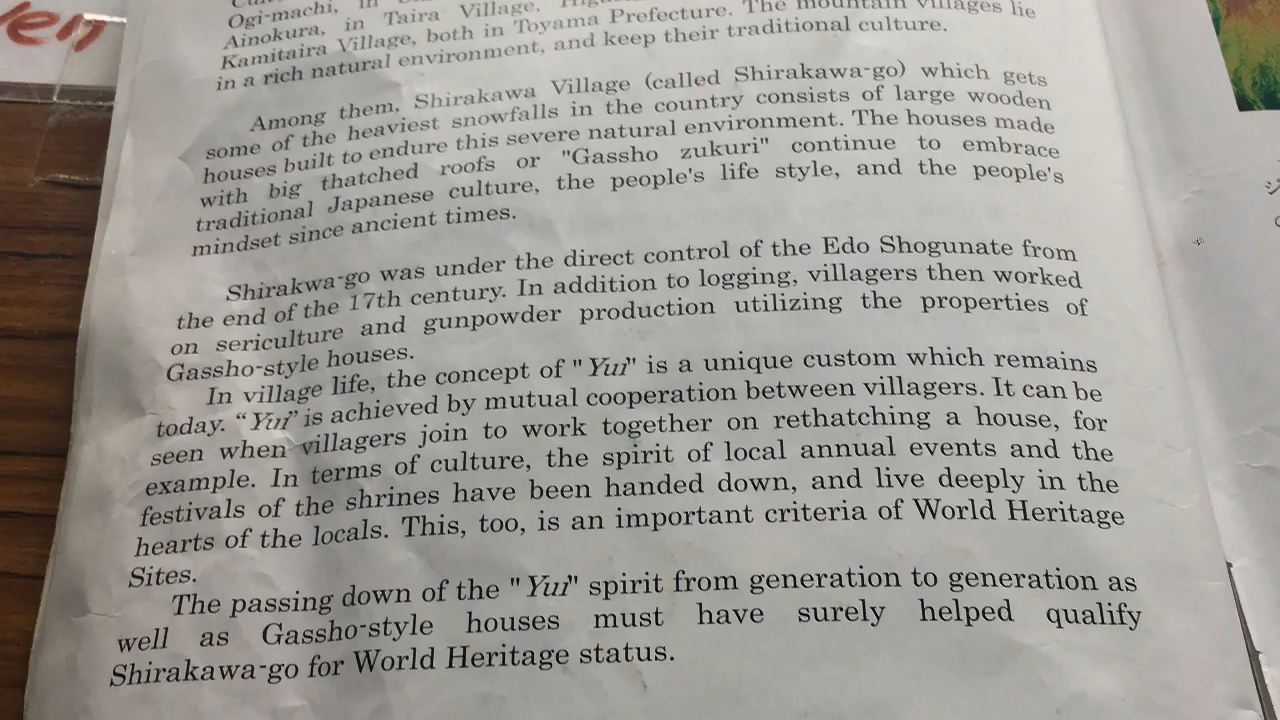 en
Ogi-machi, in
Ainokura, in Taira Village.
Kamitaira Village, both in Toyama Prefecture. The mountain villages lie
in a rich natural environment, and keep their traditional culture.
Among them, Shirakawa Village (called Shirakawa-go) which gets
some of the heaviest snowfalls in the country consists of large wooden
houses built to endure this severe natural environment. The houses made
with big thatched roofs or "Gassho zukuri" continue to embrace
traditional Japanese culture, the people's life style, and the people's
mindset since ancient times.
Shirakwa-go was under the direct control of the Edo Shogunate from
the end of the 17th century. In addition to logging, villagers then worked
on sericulture and gunpowder production utilizing the properties of
Gassho-style houses.
In village life, the concept of "Yui" is a unique custom which remains
today. “Yui” is achieved by mutual cooperation between villagers. It can be
seen when villagers join to work together on rethatching a house, for
example. In terms of culture, the spirit of local annual events and the
festivals of the shrines have been handed down, and live deeply in the
hearts of the locals. This, too, is an important criteria of World Heritage
Sites.
The passing down of the "Yui" spirit from generation to generation as
well as Gassho-style houses must have surely helped qualify
Shirakawa-go for World Heritage status.